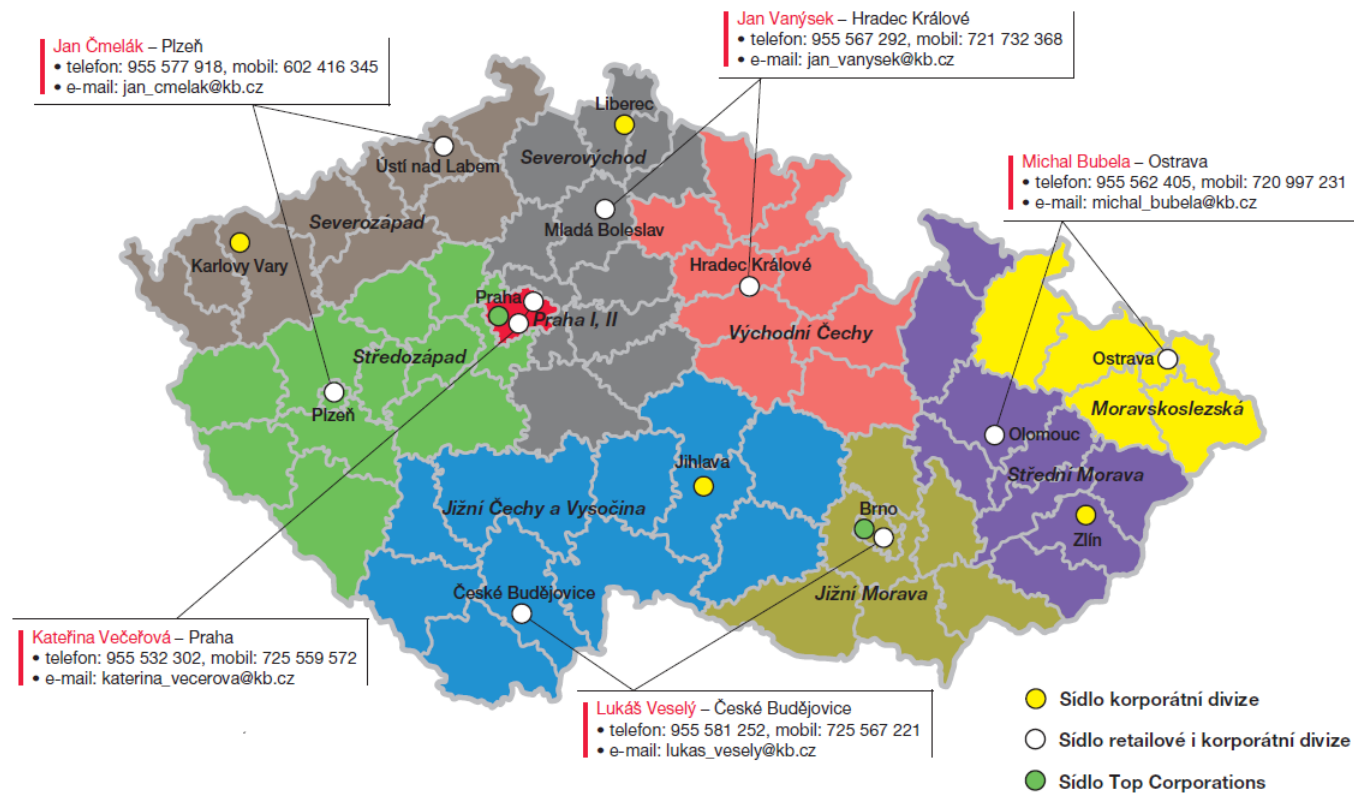 Jan Čmelák – Plzeň
• telefon: 955 577 918, mobil: 602 416 345
• e-mail: jan_cmelak@kb.cz
Jan Vanýsek – Hradec Králové
• telefon: 955 567 292, mobil: 721 732 368
• e-mail: jan_vanysek@kb.cz
Michal Bubela – Ostrava
• telefon: 955 562 405, mobil: 720 997 231
• e-mail: michal_bubela@kb.cz
Liberec
Ústí nad Labem
Severovýchod
Severozápad
Mladá Boleslav
Karlovy Vary
Hradec Králové
Praha
Praha I, II
Východní Čechy
Středozápad
Ostrava
Plzeň
Moravskoslezská
Olomouc
Jihlava
Střední Morava
Jižní Čechy a Vysočina
Brno
Zlín
České Budějovice
Jižní Morava
Kateřina Večeřová – Praha
• telefon: 955 532 302, mobil: 725 559 572
• e-mail: katerina_vecerova@kb.cz
Lukáš Veselý – České Budějovice
• telefon: 955 581 252, mobil: 725 567 221
• e-mail: lukas_vesely@kb.cz
Sídlo korporátní divize
Sídlo retailové i korporátní divize
Sídlo Top Corporations